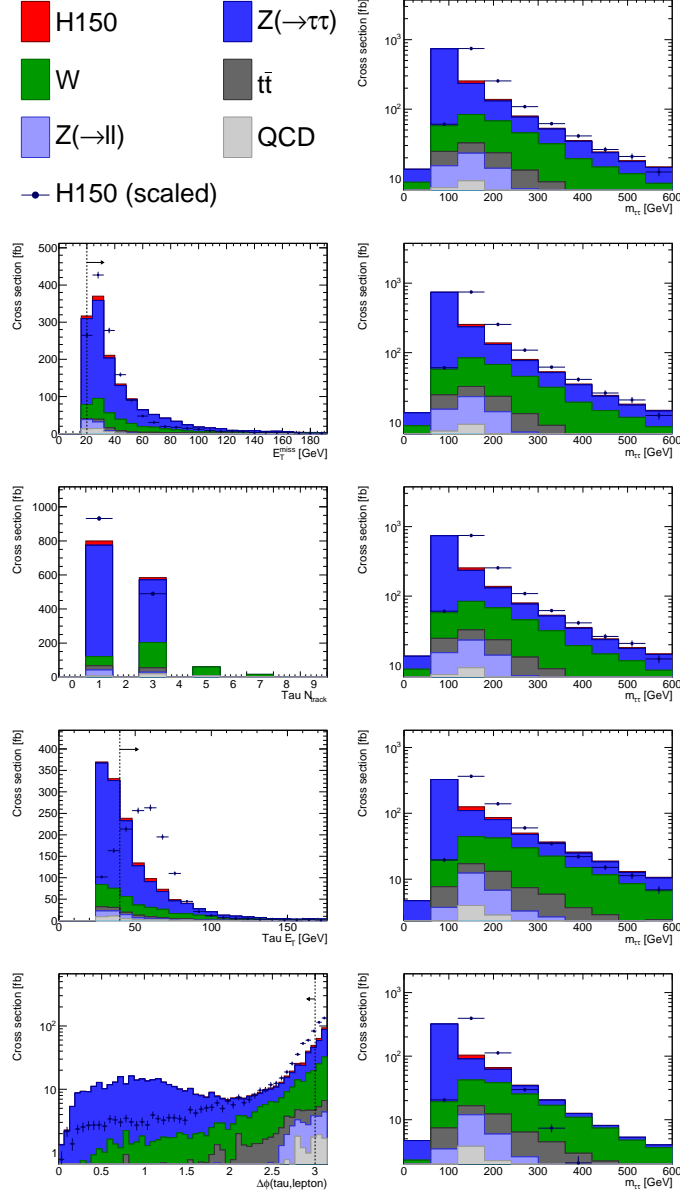 H150
Z(→ττ)
W
tt̄
Z(→ll)
QCD
H150 (scaled)
Cross section [fb]
10³
10²
10
0 100 200 300 400 500 600
m_ττ [GeV]
Cross section [fb]
500
400
300
200
100
0
0 20 40 60 80 100 120 140 160 180
E_T^miss [GeV]
Cross section [fb]
10³
10²
10
0 100 200 300 400 500 600
m_ττ [GeV]
Cross section [fb]
1000
800
600
400
200
0
0 1 2 3 4 5 6 7 8 9
Tau N_track
Cross section [fb]
10³
10²
10
0 100 200 300 400 500 600
m_ττ [GeV]
Cross section [fb]
400
350
300
250
200
150
100
50
0
0 50 100 150
Tau E_T [GeV]
Cross section [fb]
10³
10²
10
0 100 200 300 400 500 600
m_ττ [GeV]
Cross section [fb]
10²
10
1
0 0.5 1 1.5 2 2.5 3
Δϕ(tau,lepton)
Cross section [fb]
10³
10²
10
1
0 100 200 300 400 500 600
m_ττ [GeV]